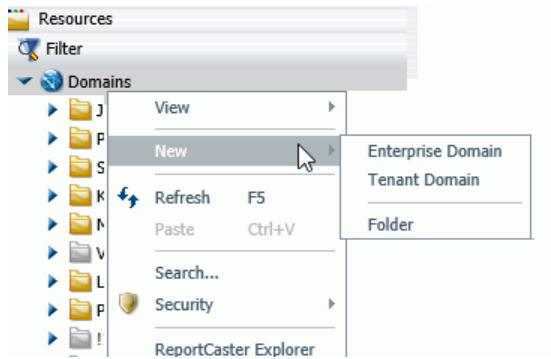 Resources
Filter
Domains
J
View
P
New
Enterprise Domain
S
Tenant Domain
K
Refresh F5
N
Paste Ctrl+V
Folder
V
L
Search...
P
Security
!
ReportCaster Explorer